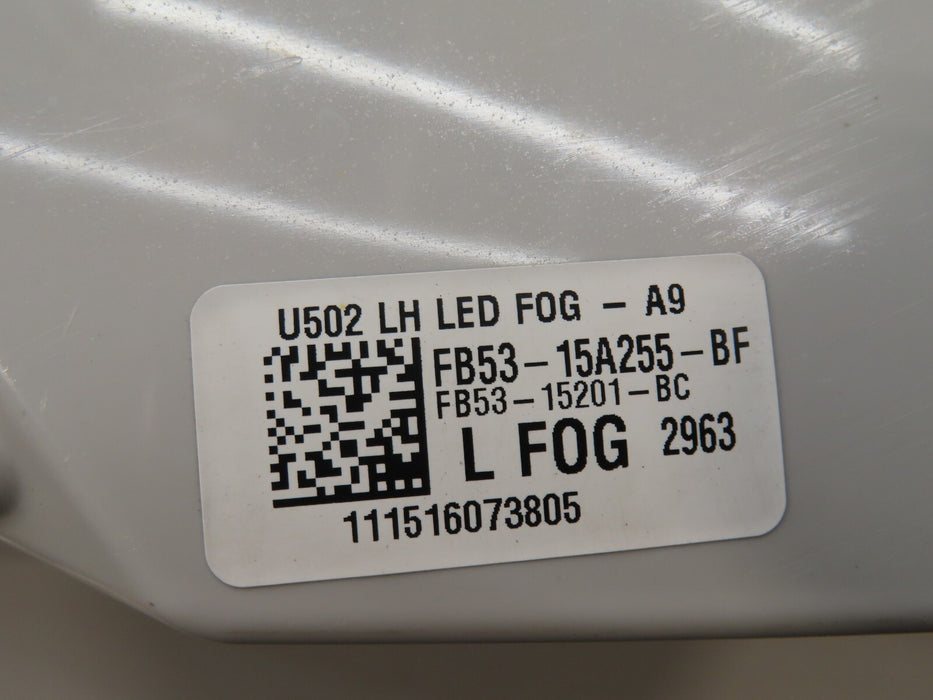 U502 LH LED FOG - A9
FB53-15A255-BF
FB53-15201-BC
L FOG 2963
111516073805